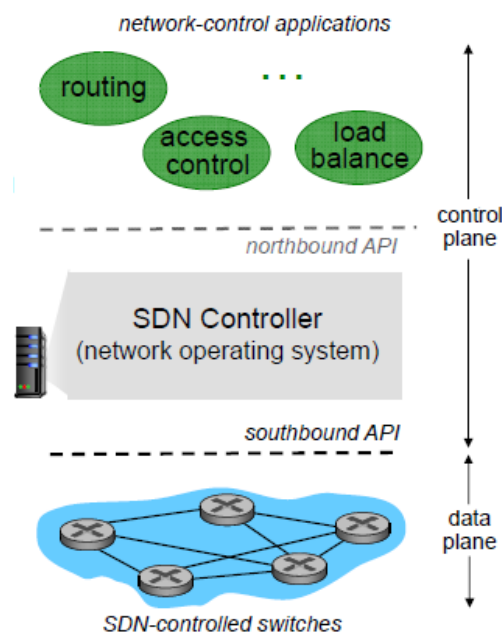 network-control applications
routing
...
access
control
load
balance
control
plane
northbound API
SDN Controller
(network operating system)
southbound API
data
plane
SDN-controlled switches